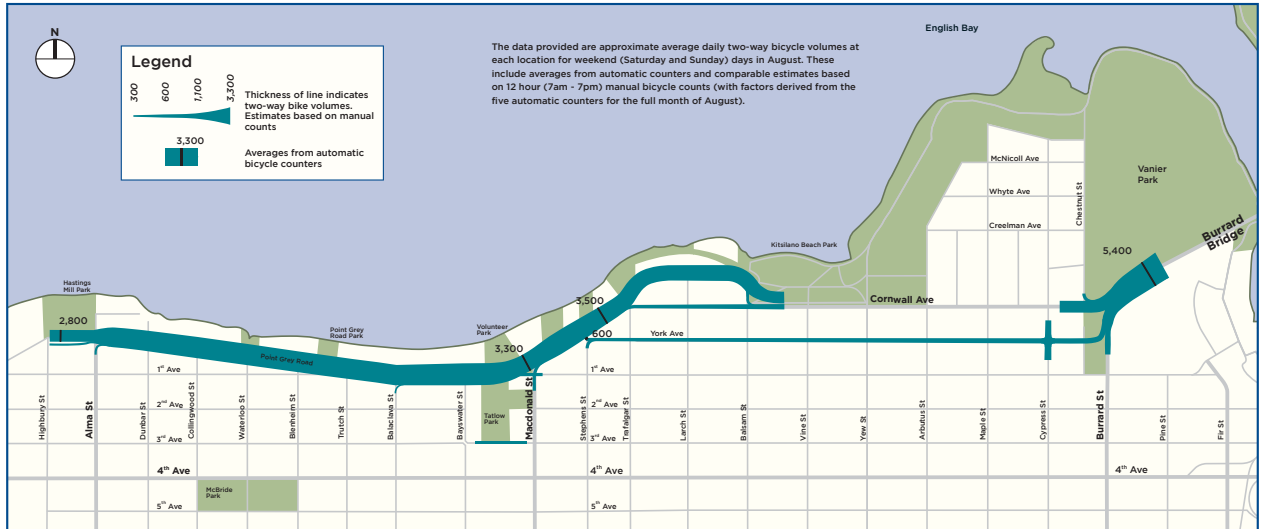 N
Legend
300
600
1,100
3,300
Thickness of line indicates
two-way bike volumes.
Estimates based on manual
counts
3,300
Averages from automatic
bicycle counters
The data provided are approximate average daily two-way bicycle volumes at
each location for weekend (Saturday and Sunday) days in August. These
include averages from automatic counters and comparable estimates based
on 12 hour (7am - 7pm) manual bicycle counts (with factors derived from the
five automatic counters for the full month of August).
English Bay
McNicoll Ave
Whyte Ave
Creelman Ave
Chestnut St
Vanier
Park
Burrard
Bridge
5,400
Kitsilano Beach Park
Cornwall Ave
Hastings
Mill Park
2,800
Point Grey
Road Park
Point Grey Road
Volunteer
Park
3,300
3,500
600
York Ave
1st Ave
2nd Ave
3rd Ave
4th Ave
5th Ave
McBride
Park
Tatlow
Park
1st Ave
2nd Ave
3rd Ave
4th Ave
5th Ave
4th Ave
Highbury St
Alma St
Dunbar St
Collingwood St
Waterloo St
Blenheim St
Trutch St
Balaclava St
Bayswater St
Macdonald St
Stephens St
Trafalgar St
Larch St
Balsam St
Vine St
Yew St
Arbutus St
Maple St
Cypress St
Burrard St
Pine St
Fir St